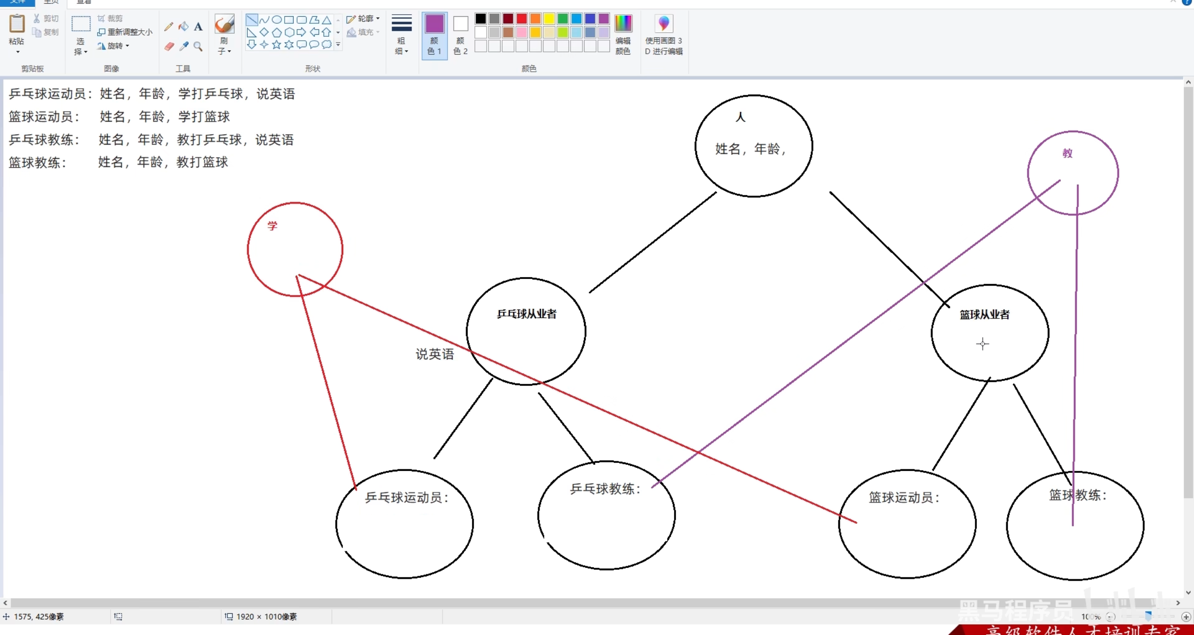 文件 主页 查看
粘贴
剪切
复制
剪贴板
选择
裁剪
重新调整大小
旋转
图像
A
工具
刷子
形状
轮廓
填充
粗细
颜色 1
颜色 2
颜色
编辑颜色
使用画图 3D 进行编辑
乒乓球运动员：姓名，年龄，学打乒乓球，说英语
篮球运动员： 姓名，年龄，学打篮球
乒乓球教练： 姓名，年龄，教打乒乓球，说英语
篮球教练： 姓名，年龄，教打篮球
人
姓名，年龄，
教
学
乒乓球从业者
篮球从业者
说英语
乒乓球运动员：
乒乓球教练：
篮球运动员：
篮球教练：
1575, 425像素
1920 × 1010像素
100%
黑马程序员
高级软件人才培训专家